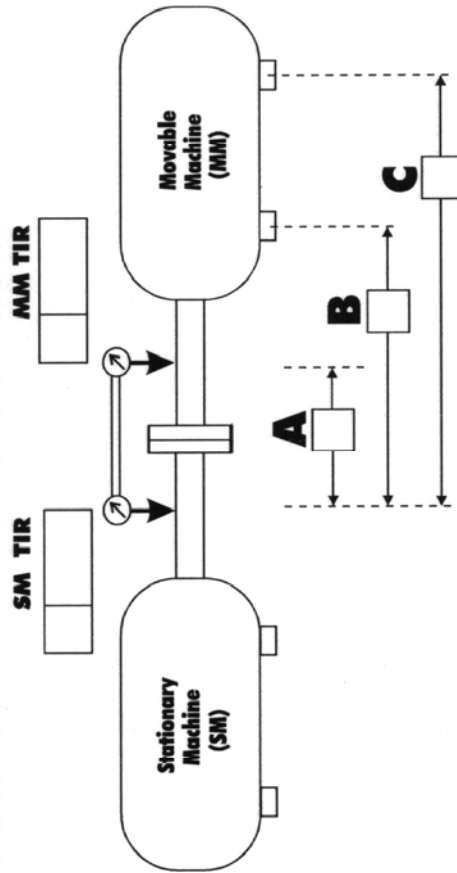 SM TIR
MM TIR
Stationary
Machine
(SM)
Movable
Machine
(MM)
A
B
C